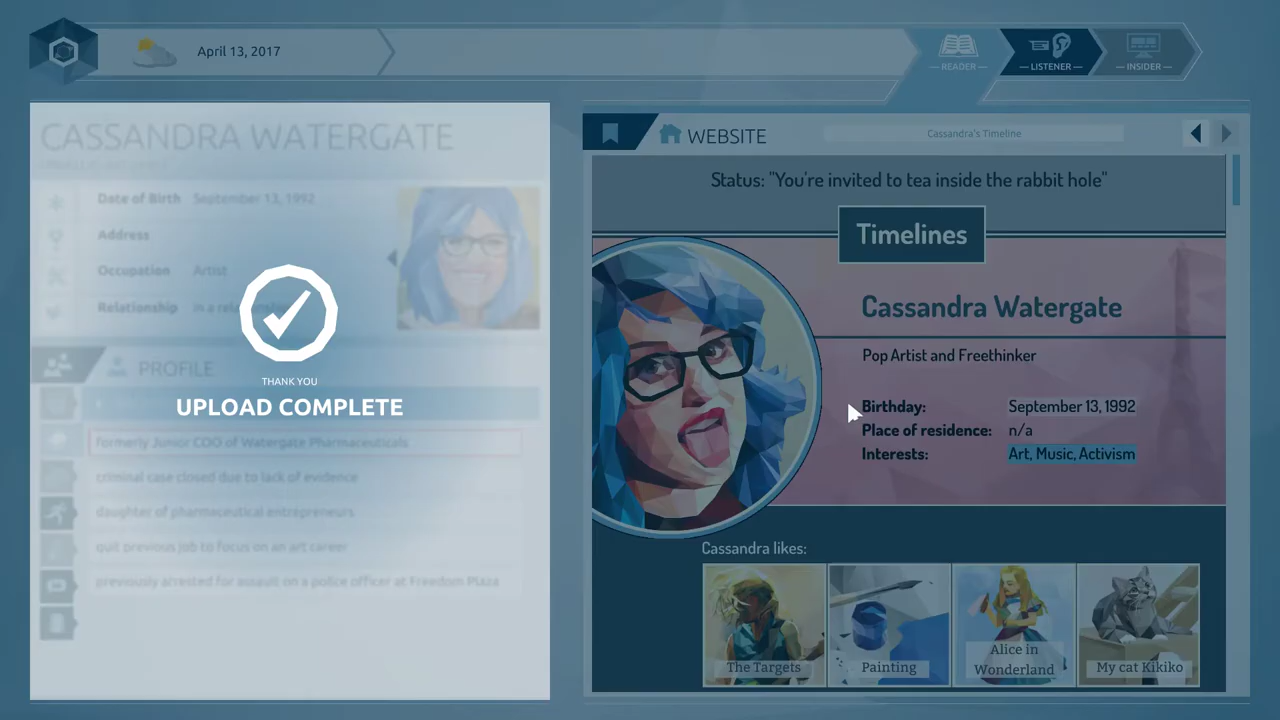 April 13, 2017
— READER —
— LISTENER —
— INSIDER —
CASSANDRA WATERGATE
Date of Birth September 13, 1992
Address
Occupation Artist
Relationship In a
THANK YOU
UPLOAD COMPLETE
PROFILE
formerly Junior COO of Watergate Pharmaceuticals
criminal case closed due to lack of evidence
daughter of pharmaceutical entrepreneurs
quit previous job to focus on an art career
previously arrested for assault on a police officer at Freedom Plaza
WEBSITE
Cassandra's Timeline
Status: "You're invited to tea inside the rabbit hole"
Timelines
Cassandra Watergate
Pop Artist and Freethinker
Birthday: September 13, 1992
Place of residence: n/a
Interests: Art, Music, Activism
Cassandra likes:
The Targets
Painting
Alice in
Wonderland
My cat Kikiko